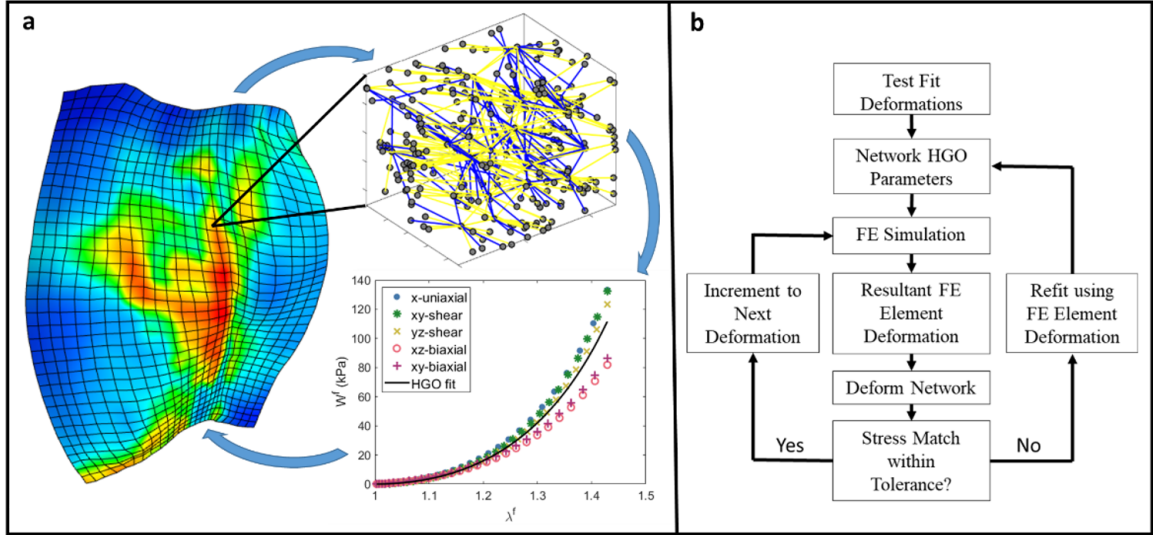 a
140
120
100
80
60
40
20
0
W^f (kPa)
x-uniaxial
xy-shear
yz-shear
xz-biaxial
xy-biaxial
HGO fit
1
1.1
1.2
1.3
1.4
1.5
λ^f
b
Test Fit
Deformations
Network HGO
Parameters
FE Simulation
Increment to
Next
Deformation
Resultant FE
Element
Deformation
Refit using
FE Element
Deformation
Deform Network
Yes
Stress Match
within
Tolerance?
No